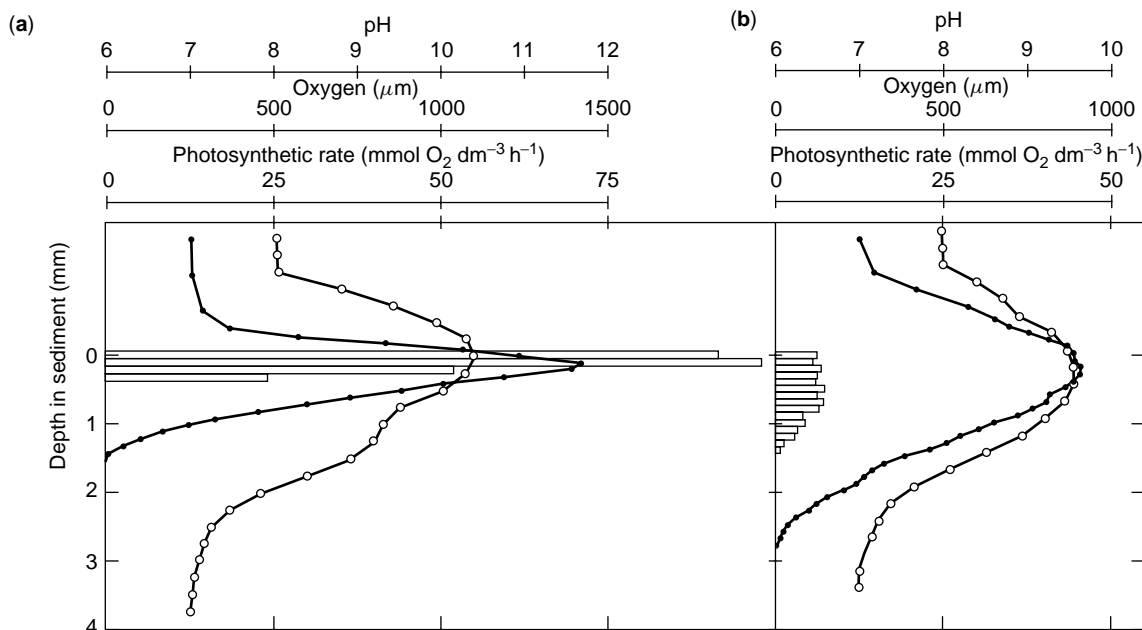 (a)
pH
6 7 8 9 10 11 12
Oxygen (μm)
0 500 1000 1500
Photosynthetic rate (mmol O₂ dm⁻³ h⁻¹)
0 25 50 75
Depth in sediment (mm)
0
1
2
3
4
(b)
pH
6 7 8 9 10
Oxygen (μm)
0 500 1000
Photosynthetic rate (mmol O₂ dm⁻³ h⁻¹)
0 25 50